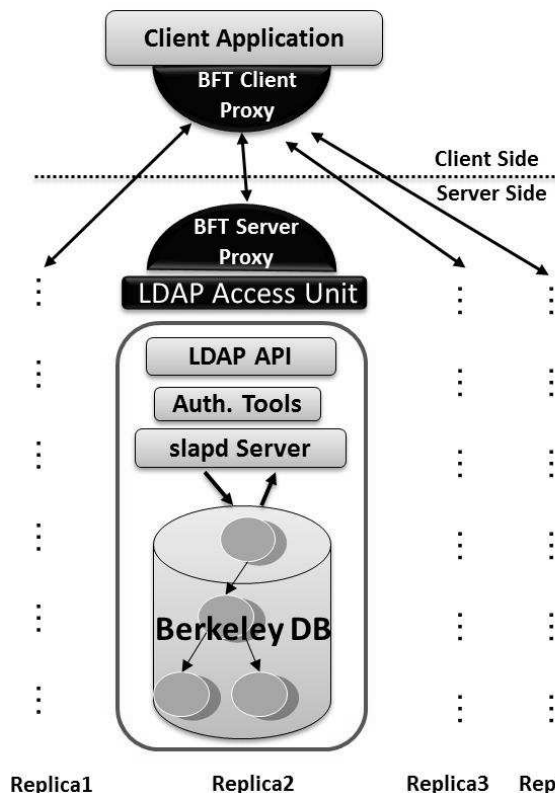 Client Application
BFT Client
Proxy
Client Side
Server Side
BFT Server
Proxy
LDAP Access Unit
LDAP API
Auth. Tools
slapd Server
Berkeley DB
Replica1
Replica2
Replica3
Rep